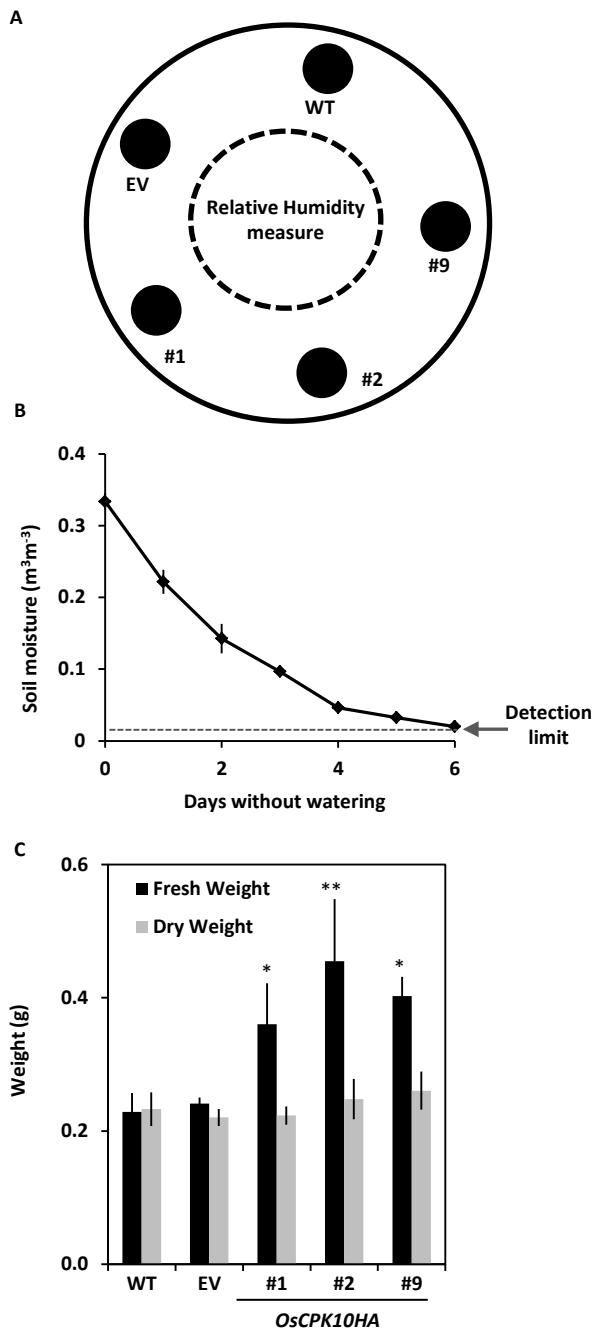 A
WT
EV
Relative Humidity
measure
#9
#1
#2
B
0.4
0.3
0.2
0.1
0
Soil moisture (m³m⁻³)
Detection
limit
0 2 4 6
Days without watering
C
0.6
0.4
0.2
0.0
Weight (g)
Fresh Weight
Dry Weight
*
**
*
WT EV #1 #2 #9
OsCPK10HA